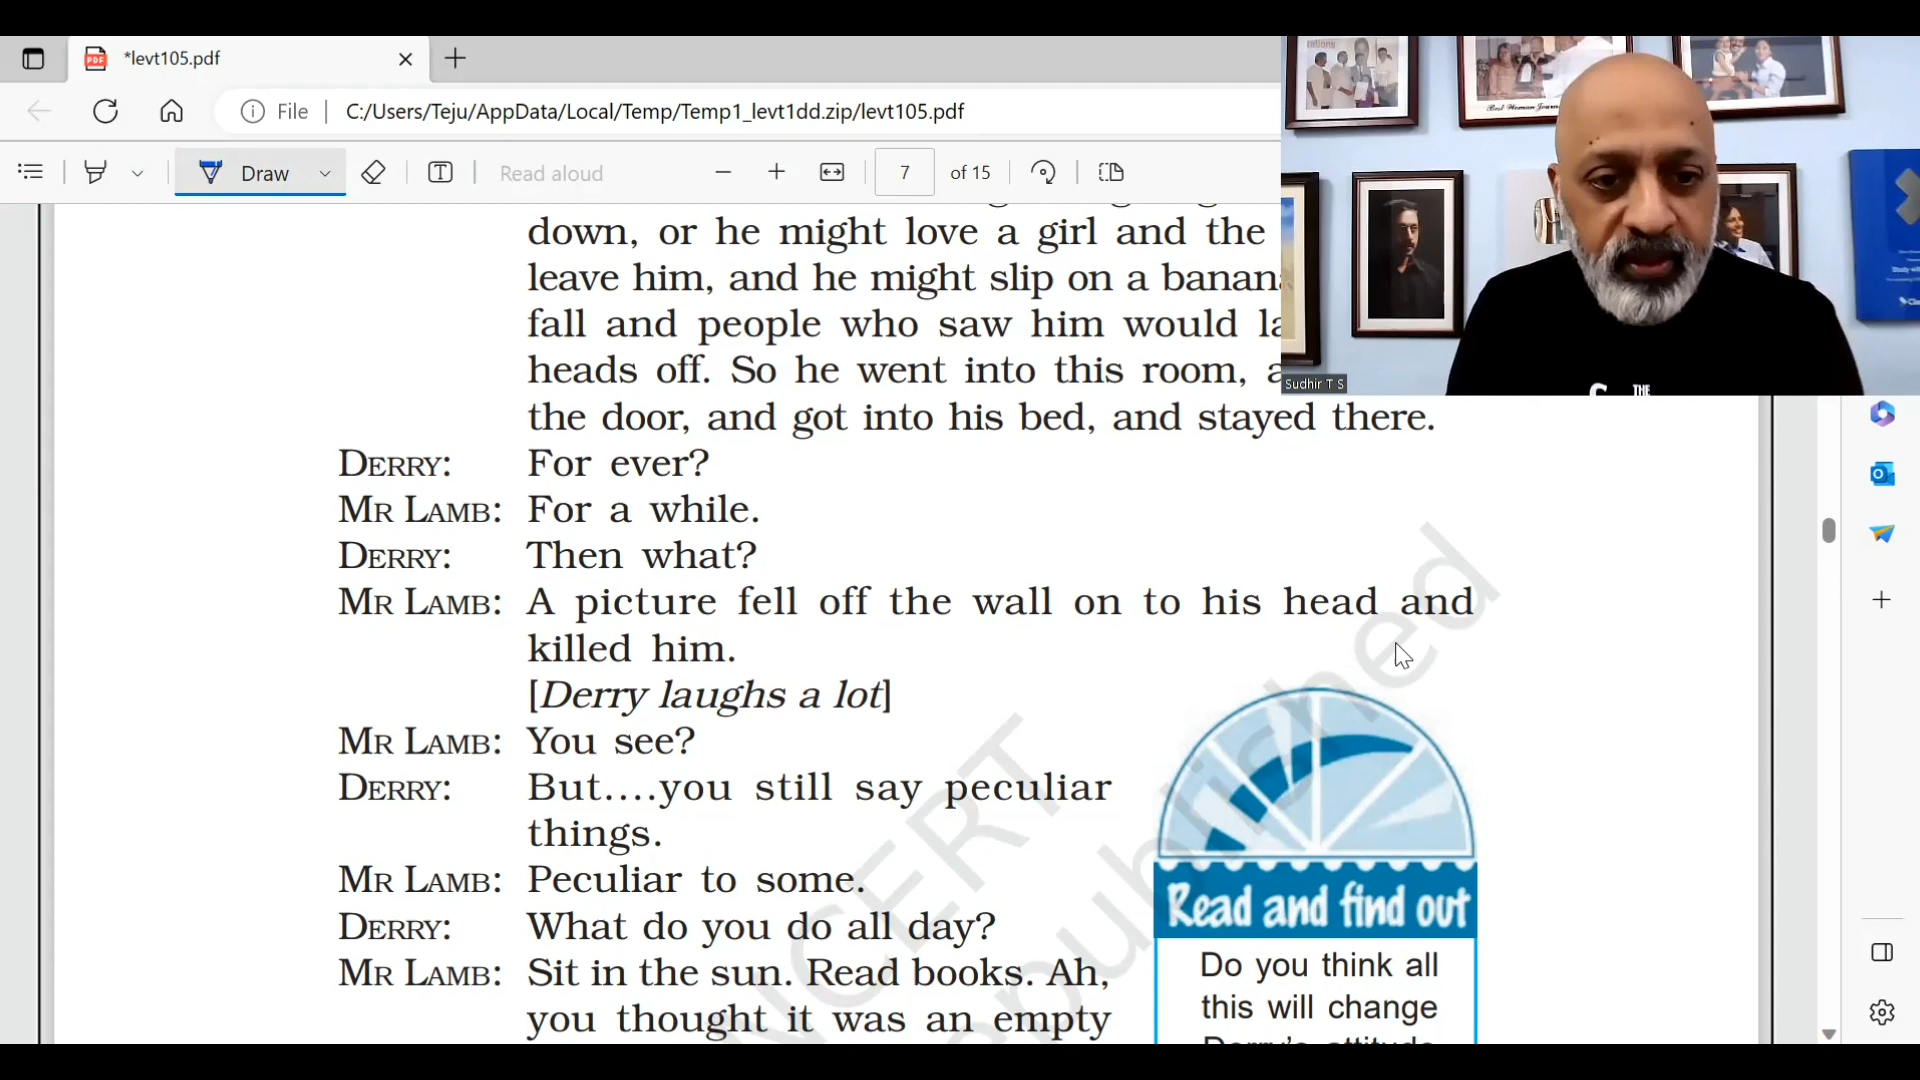 *levt105.pdf
File
C:/Users/Teju/AppData/Local/Temp/Temp1_levt1dd.zip/levt105.pdf
Draw
Read aloud
7
of 15
Sudhir T S
THE
down, or he might love a girl and the
leave him, and he might slip on a banana
fall and people who saw him would
heads off. So he went into this room,
the door, and got into his bed, and stayed there.
DERRY: For ever?
MR LAMB: For a while.
DERRY: Then what?
MR LAMB: A picture fell off the wall on to his head and
killed him.
[Derry laughs a lot]
MR LAMB: You see?
DERRY: But....you still say peculiar
things.
MR LAMB: Peculiar to some.
DERRY: What do you do all day?
MR LAMB: Sit in the sun. Read books. Ah,
you thought it was an empty
Read and find out
Do you think all
this will change
Derry's attitude
NCERT
republished